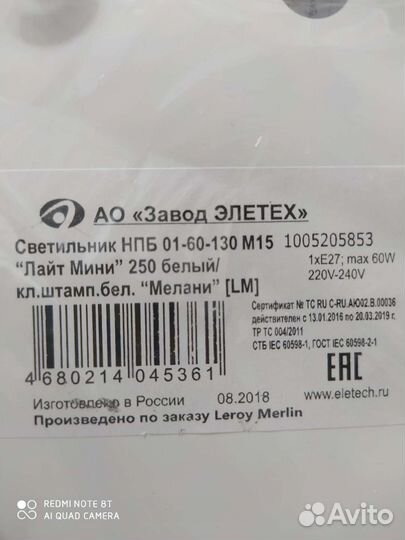 АО «Завод ЭЛЕТЕХ»
Светильник НПБ 01-60-130 М15 1005205853
“Лайт Мини” 250 белый/
кл.штамп.бел. “Мелани” [LM]
1xE27; max 60W
220V-240V
Сертификат № ТС RU C-RU.АЮ02.В.00036
действителен с 13.01.2016 по 20.03.2019 г.
ТР ТС 004/2011
СТБ IEC 60598-1, ГОСТ IEC 60598-2-1
4 680214 045361
EAC
Изготовлено в России 08.2018 www.eletech.ru
Произведено по заказу Leroy Merlin
REDMI NOTE 8T
AI QUAD CAMERA
Avito